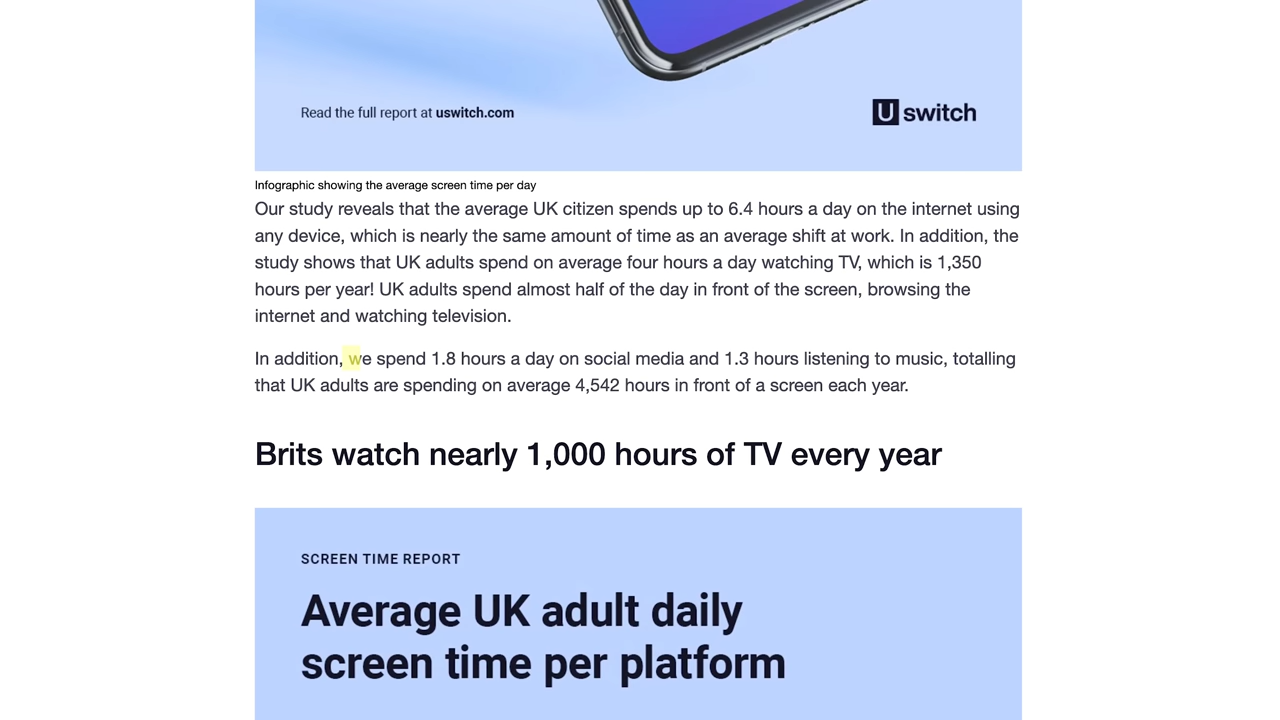 Read the full report at uswitch.com
Uswitch
Infographic showing the average screen time per day
Our study reveals that the average UK citizen spends up to 6.4 hours a day on the internet using
any device, which is nearly the same amount of time as an average shift at work. In addition, the
study shows that UK adults spend on average four hours a day watching TV, which is 1,350
hours per year! UK adults spend almost half of the day in front of the screen, browsing the
internet and watching television.
In addition, we spend 1.8 hours a day on social media and 1.3 hours listening to music, totalling
that UK adults are spending on average 4,542 hours in front of a screen each year.
Brits watch nearly 1,000 hours of TV every year
SCREEN TIME REPORT
Average UK adult daily
screen time per platform